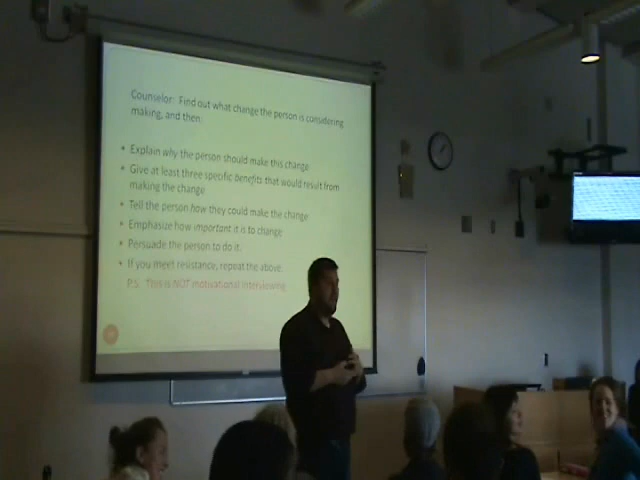 Counselor: Find out what change the person is considering
making, and then:
• Explain why the person should make this change.
• Give at least three specific benefits that would result from
making the change.
• Tell the person how they could make the change
• Emphasize how important it is to change
• Persuade the person to do it.
• If you meet resistance, repeat the above.
P.S. This is NOT motivational interviewing